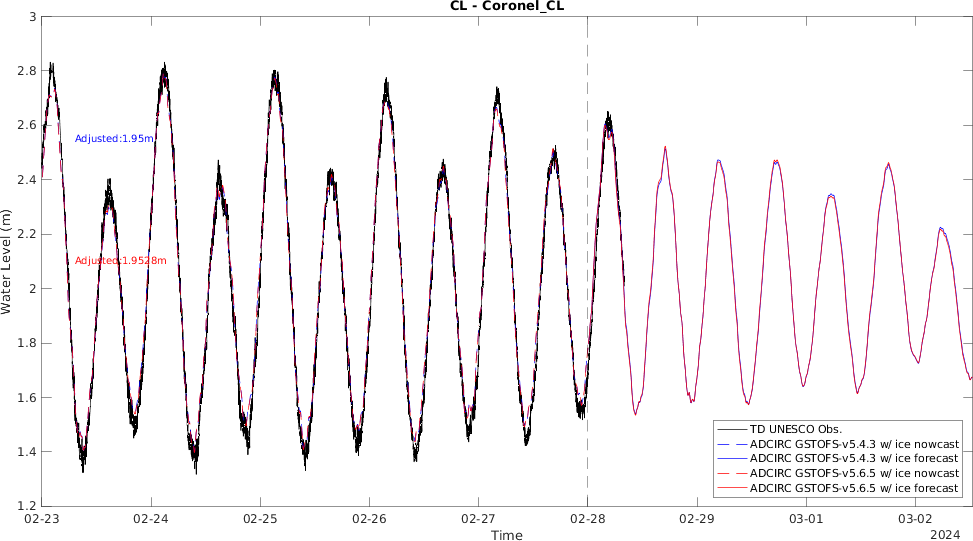 CL - Coronel_CL
3
2.8
2.6
2.4
2.2
2
1.8
1.6
1.4
1.2
Water Level (m)
Adjusted:1.95m
Adjusted:1.9528m
TD UNESCO Obs.
ADCIRC GSTOFS-v5.4.3 w/ ice nowcast
ADCIRC GSTOFS-v5.4.3 w/ ice forecast
ADCIRC GSTOFS-v5.6.5 w/ ice nowcast
ADCIRC GSTOFS-v5.6.5 w/ ice forecast
02-23 02-24 02-25 02-26 02-27 02-28 02-29 03-01 03-02
Time
2024